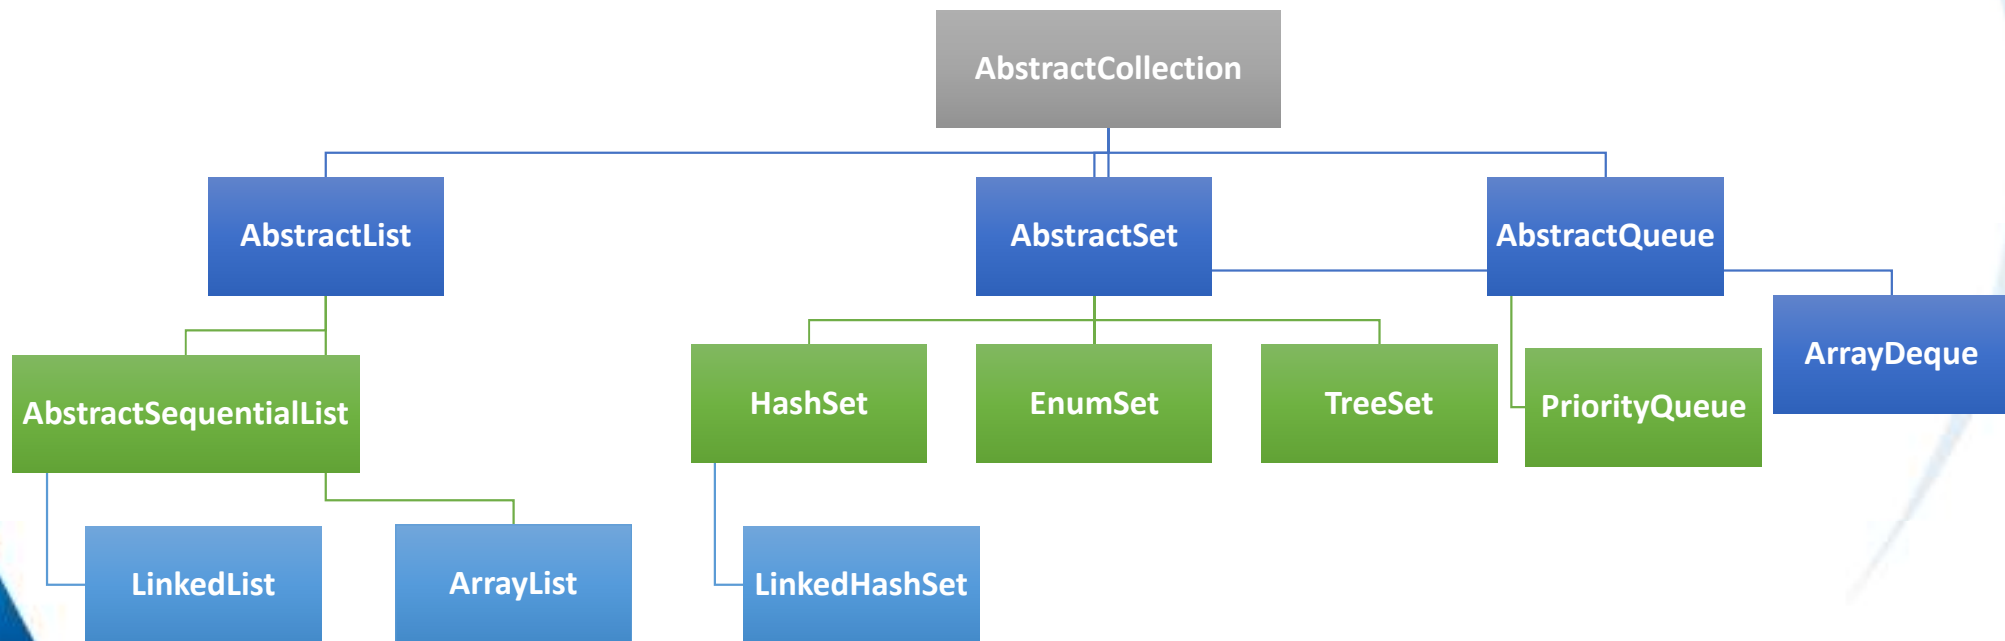 AbstractCollection
AbstractList
AbstractSet
AbstractQueue
ArrayDeque
AbstractSequentialList
HashSet
EnumSet
TreeSet
PriorityQueue
LinkedList
ArrayList
LinkedHashSet